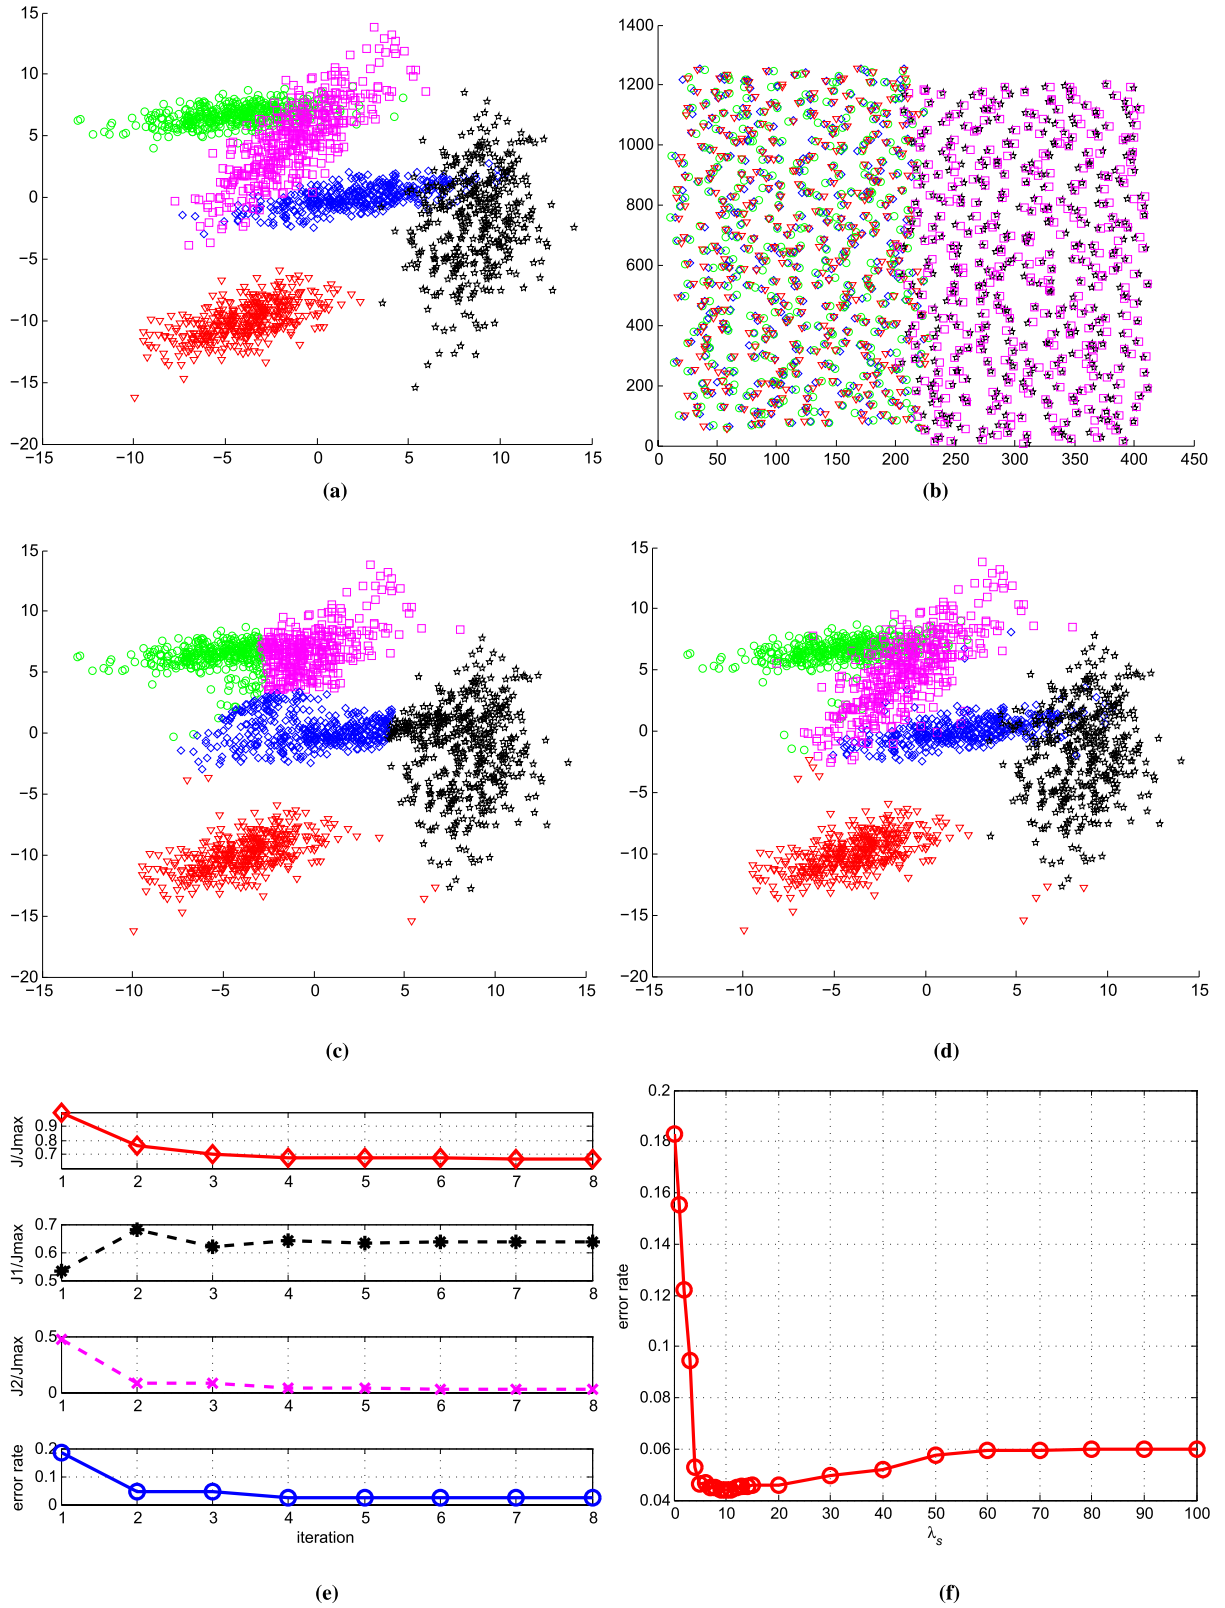 15
10
5
0
−5
−10
−15
−20
−15 −10 −5 0 5 10 15
(a)
1400
1200
1000
800
600
400
200
0
0 50 100 150 200 250 300 350 400 450
(b)
15
10
5
0
−5
−10
−15
−20
−15 −10 −5 0 5 10 15
(c)
15
10
5
0
−5
−10
−15
−20
−15 −10 −5 0 5 10 15
(d)
J/Jmax
0.9
0.8
0.7
1 2 3 4 5 6 7 8
J1/Jmax
0.7
0.6
0.5
1 2 3 4 5 6 7 8
J2/Jmax
0.5
0
1 2 3 4 5 6 7 8
error rate
0.2
0.1
0
1 2 3 4 5 6 7 8
iteration
(e)
error rate
0.2
0.18
0.16
0.14
0.12
0.1
0.08
0.06
0.04
0 10 20 30 40 50 60 70 80 90 100
λs
(f)